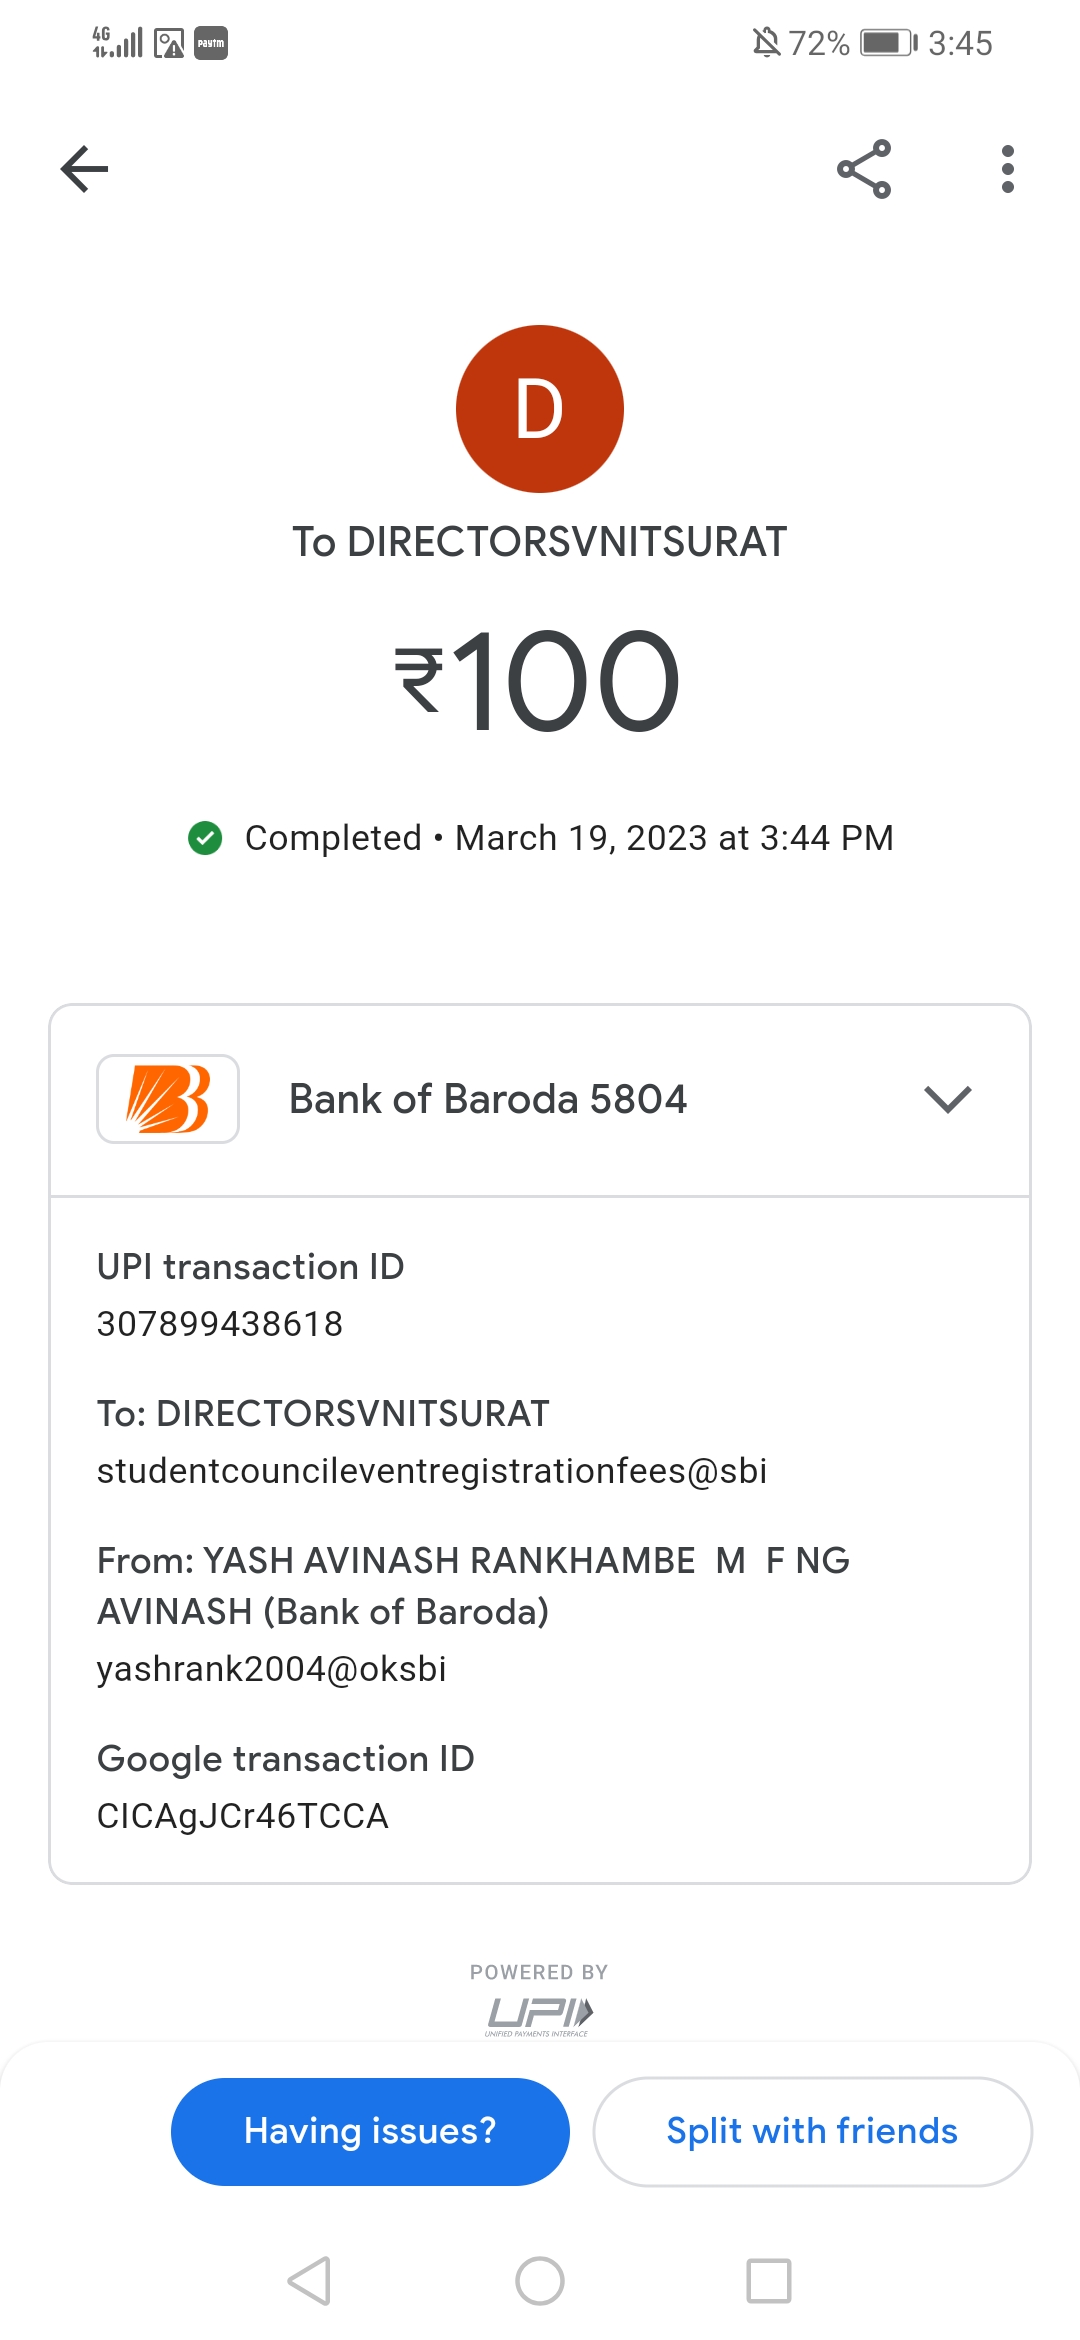 4G
paytm
72%
3:45
D
To DIRECTORSVNITSURAT
₹100
Completed • March 19, 2023 at 3:44 PM
Bank of Baroda 5804
UPI transaction ID
307899438618
To: DIRECTORSVNITSURAT
studentcouncileventregistrationfees@sbi
From: YASH AVINASH RANKHAMBE  M  F NG
AVINASH (Bank of Baroda)
yashrank2004@oksbi
Google transaction ID
CICAgJCr46TCCA
POWERED BY
UPI
UNIFIED PAYMENTS INTERFACE
Having issues?
Split with friends